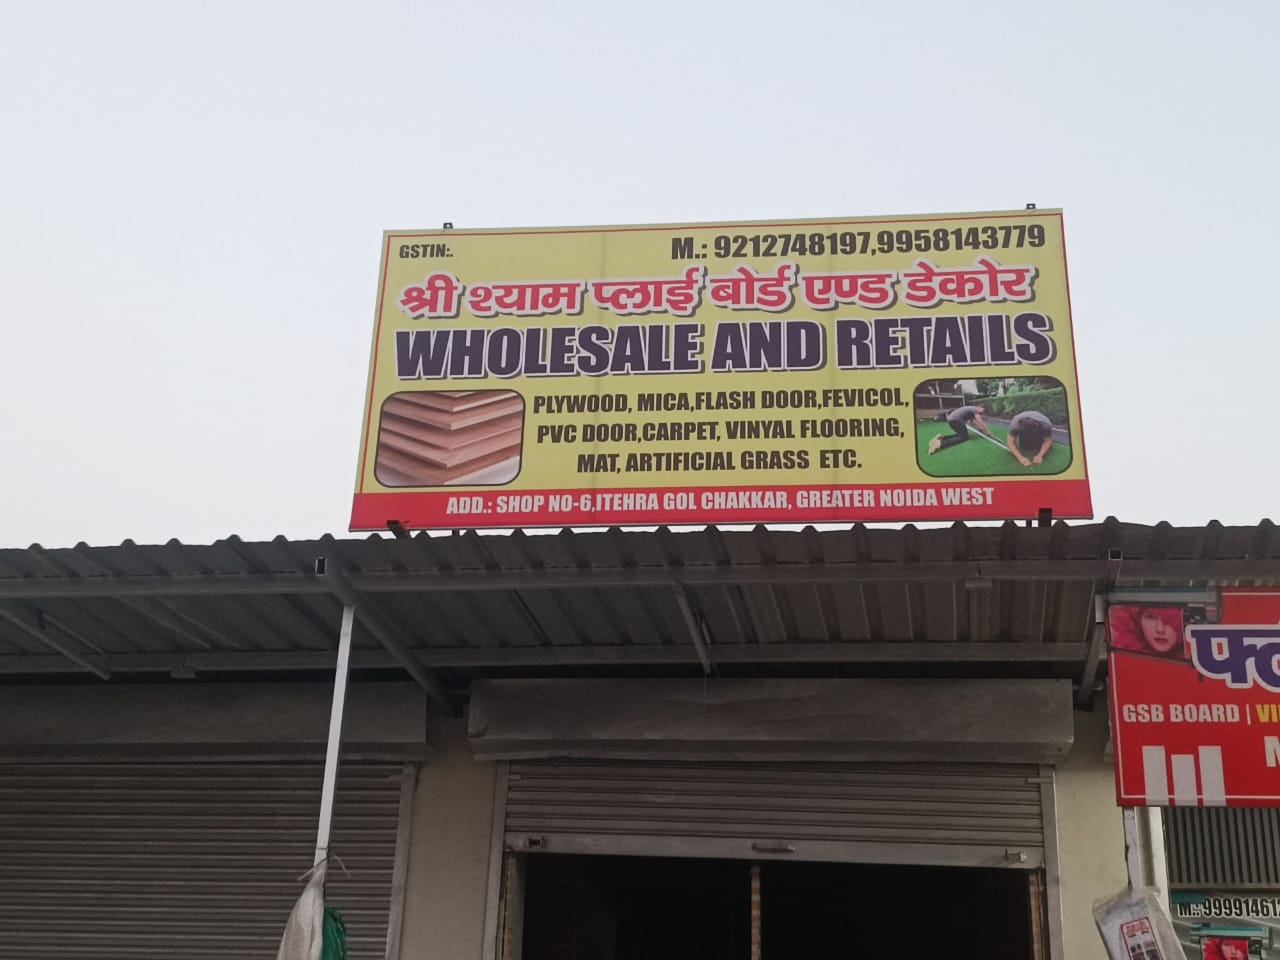 GSTIN:.
M.: 9212748197,9958143779
श्री श्याम प्लाई बोर्ड एण्ड डेकोर
WHOLESALE AND RETAILS
PLYWOOD, MICA,FLASH DOOR,FEVICOL,
PVC DOOR,CARPET, VINYAL FLOORING,
MAT, ARTIFICIAL GRASS ETC.
ADD.: SHOP NO-6,ITEHRA GOL CHAKKAR, GREATER NOIDA WEST
GSB BOARD |